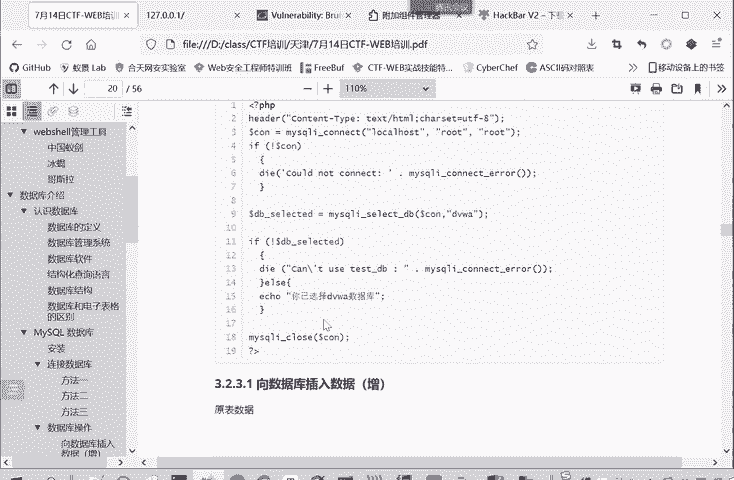 7月14日CTF-WEB培训.pdf
127.0.0.1/
Vulnerability: Bru
附加组件管理器
HackBar V2 – 下载
file:///D:/class/CTF培训/天津/7月14日CTF-WEB培训.pdf
GitHub
蚁景 Lab
合天网安实验室
Web安全工程师特训班
FreeBuf
CTF-WEB实战技能特...
CyberChef
ASCII码对照表
移动设备上的书签
20 / 56
110%
webshell管理工具
中国蚁剑
冰蝎
哥斯拉
数据库介绍
认识数据库
数据库的定义
数据库管理系统
数据库软件
结构化查询语言
数据库结构
数据库和电子表格
的区别
MySQL 数据库
安装
连接数据库
方法一
方法二
方法三
数据库操作
向数据库插入
数据（增）
1 <?php
2 header("Content-Type: text/html;charset=utf-8");
3 $con = mysqli_connect("localhost", "root", "root");
4 if (!$con)
5 {
6 die('Could not connect: ' . mysqli_connect_error());
7 }
8
9 $db_selected = mysqli_select_db($con,"dvwa");
10
11 if (!$db_selected)
12 {
13 die ("Can\'t use test_db : " . mysqli_connect_error());
14 }else{
15 echo "你已选择dvwa数据库";
16 }
17
18 mysqli_close($con);
19 ?>
3.2.3.1 向数据库插入数据（增）
原表数据